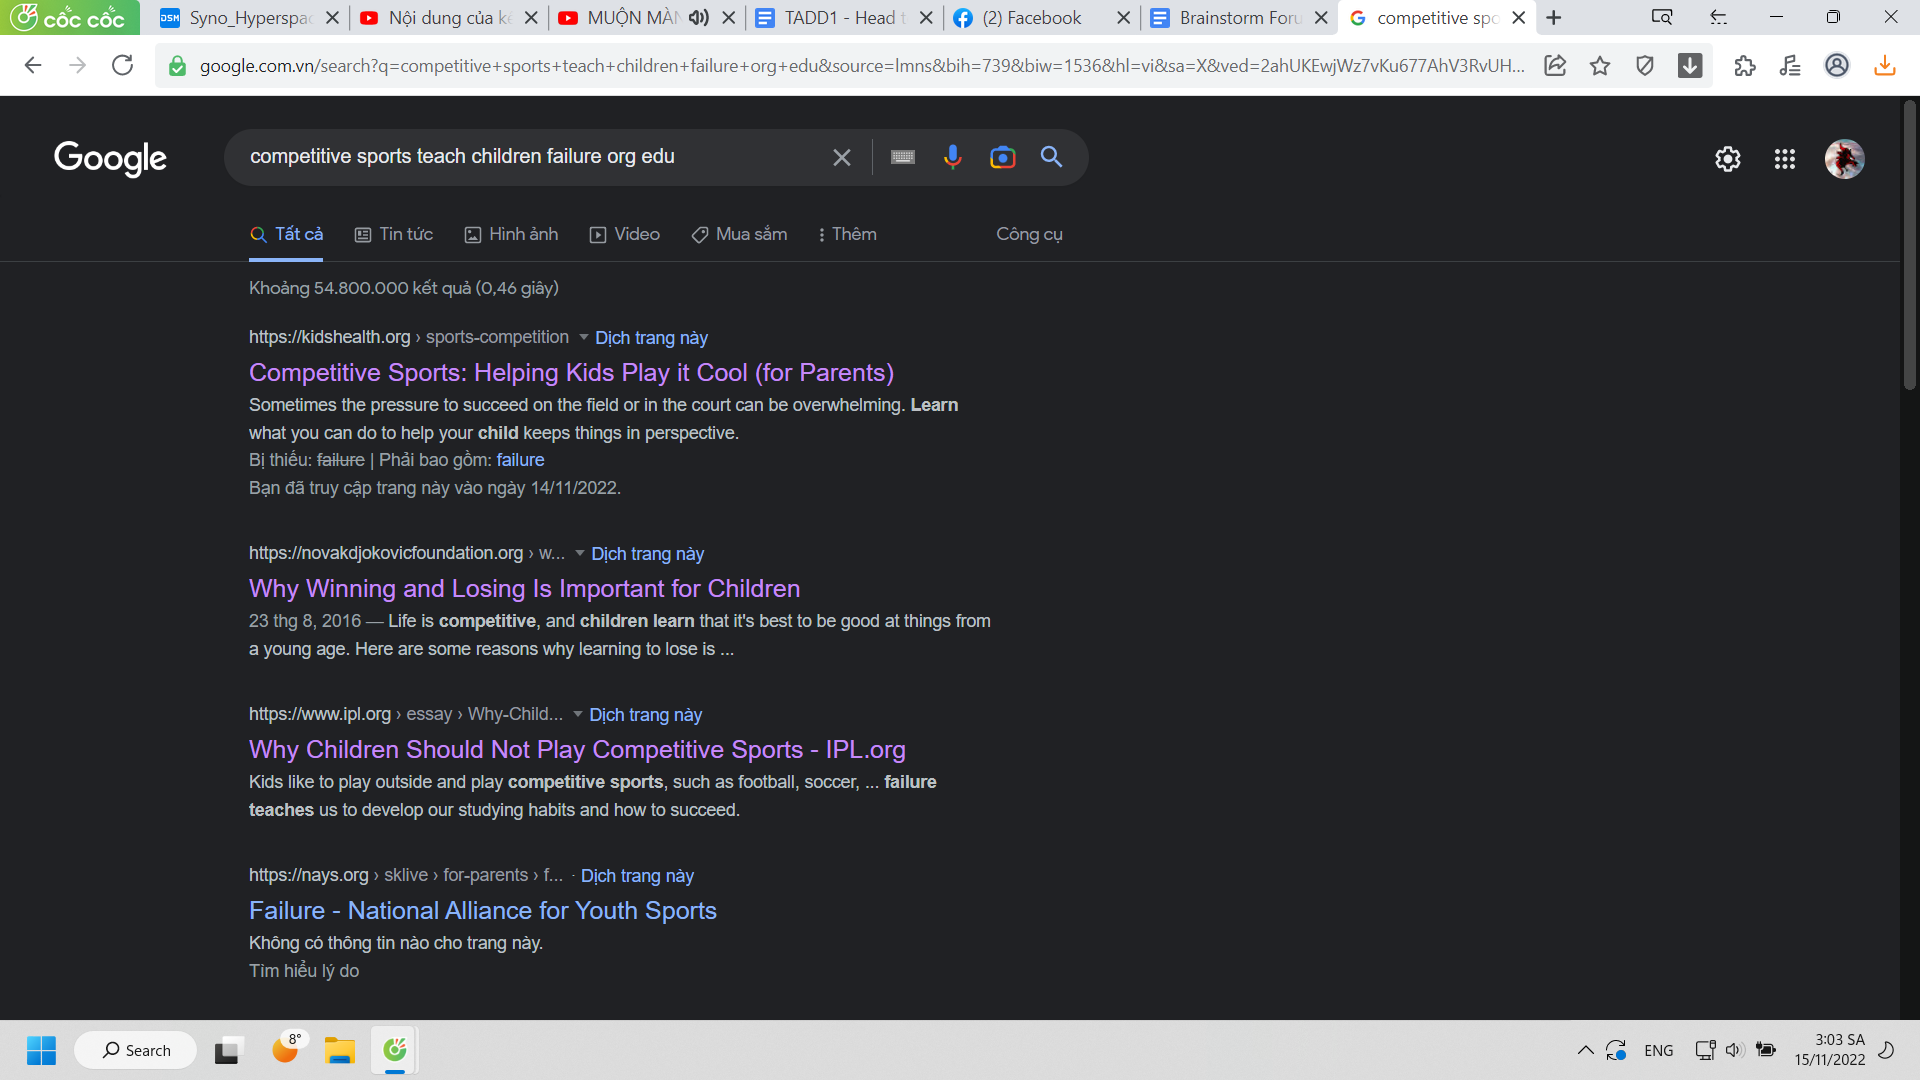 cốc cốc
Syno_Hyperspac
Nội dung của kê
MUỘN MÀN
TADD1 - Head t
(2) Facebook
Brainstorm Foru
competitive spo
google.com.vn/search?q=competitive+sports+teach+children+failure+org+edu&source=lmns&bih=739&biw=1536&hl=vi&sa=X&ved=2ahUKEwjWz7vKu677AhV3RvUH...
Google
competitive sports teach children failure org edu
Tất cả
Tin tức
Hình ảnh
Video
Mua sắm
Thêm
Công cụ
Khoảng 54.800.000 kết quả (0,46 giây)
https://kidshealth.org › sports-competition Dịch trang này
Competitive Sports: Helping Kids Play it Cool (for Parents)
Sometimes the pressure to succeed on the field or in the court can be overwhelming. Learn
what you can do to help your child keeps things in perspective.
Bị thiếu: failure | Phải bao gồm: failure
Bạn đã truy cập trang này vào ngày 14/11/2022.
https://novakdjokovicfoundation.org › w... Dịch trang này
Why Winning and Losing Is Important for Children
23 thg 8, 2016 — Life is competitive, and children learn that it's best to be good at things from
a young age. Here are some reasons why learning to lose is ...
https://www.ipl.org › essay › Why-Child... Dịch trang này
Why Children Should Not Play Competitive Sports - IPL.org
Kids like to play outside and play competitive sports, such as football, soccer, ... failure
teaches us to develop our studying habits and how to succeed.
https://nays.org › sklive › for-parents › f... · Dịch trang này
Failure - National Alliance for Youth Sports
Không có thông tin nào cho trang này.
Tìm hiểu lý do
Search
8°
ENG
3:03 SA
15/11/2022